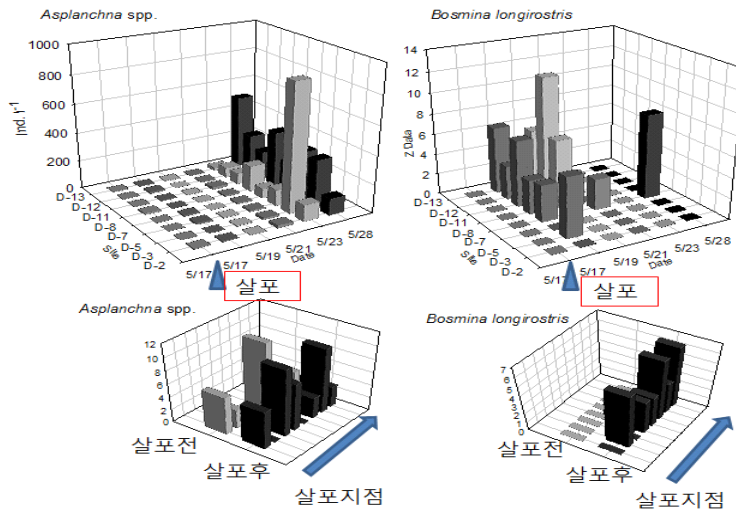 Asplanchna spp.
Ind. l-1
1000
800
600
400
200
0
D-13
D-12
D-11
D-8
D-7
D-5
D-3
D-2
Site
5/17
5/17
5/19
5/21
5/23
5/28
Date
살포
Bosmina longirostris
Z Data
14
12
10
8
6
4
2
0
D-13
D-12
D-11
D-8
D-7
D-5
D-3
D-2
Site
5/17
5/17
5/19
5/21
5/23
5/28
Date
살포
Asplanchna spp.
12
10
8
6
4
2
0
살포전
살포후
살포지점
Bosmina longirostris
7
6
5
4
3
2
1
0
살포전
살포후
살포지점